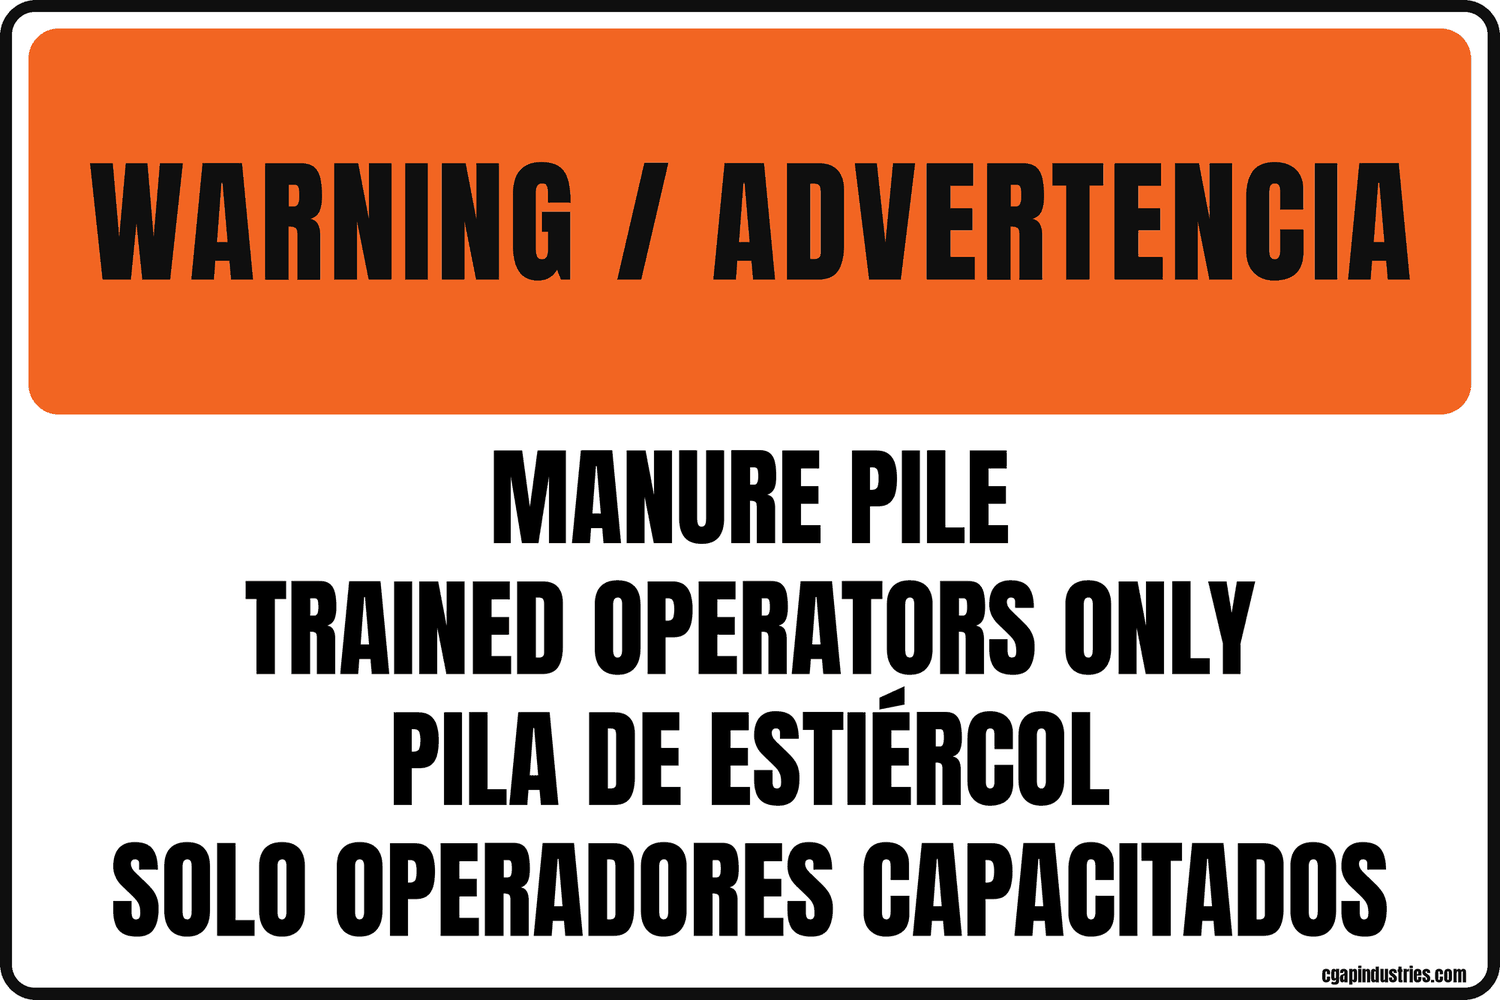 WARNING / ADVERTENCIA
MANURE PILE
TRAINED OPERATORS ONLY
PILA DE ESTIÉRCOL
SOLO OPERADORES CAPACITADOS
cgapindustries.com